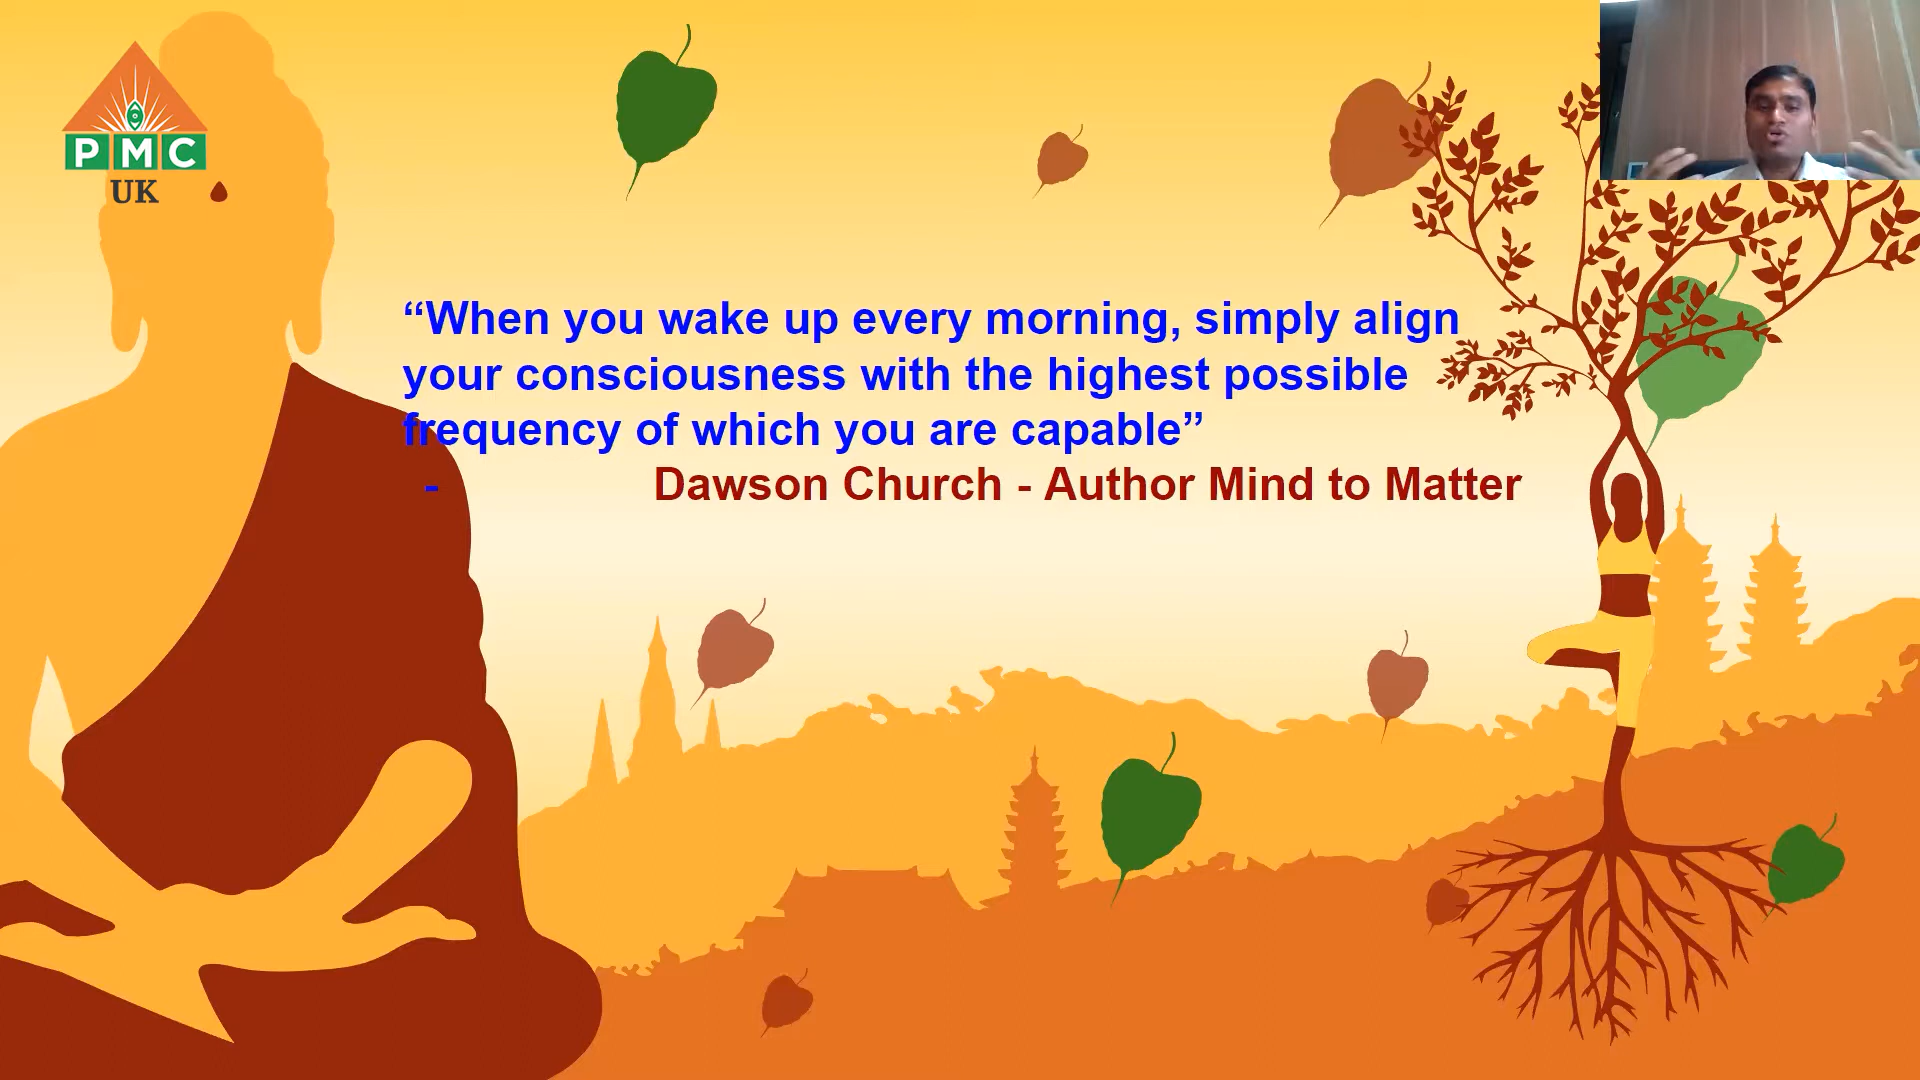 PMC
UK
“When you wake up every morning, simply align
your consciousness with the highest possible
frequency of which you are capable”
- Dawson Church - Author Mind to Matter